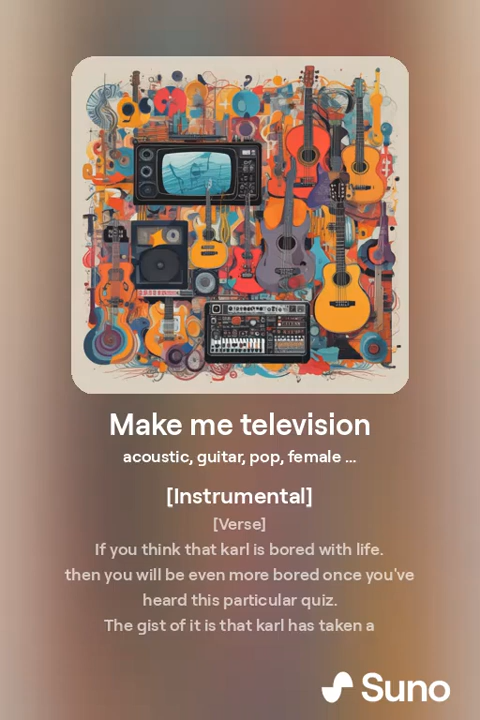 Make me television
acoustic, guitar, pop, female ...
[Instrumental]
[Verse]
If you think that karl is bored with life.
then you will be even more bored once you've
heard this particular quiz.
The gist of it is that karl has taken a
Suno